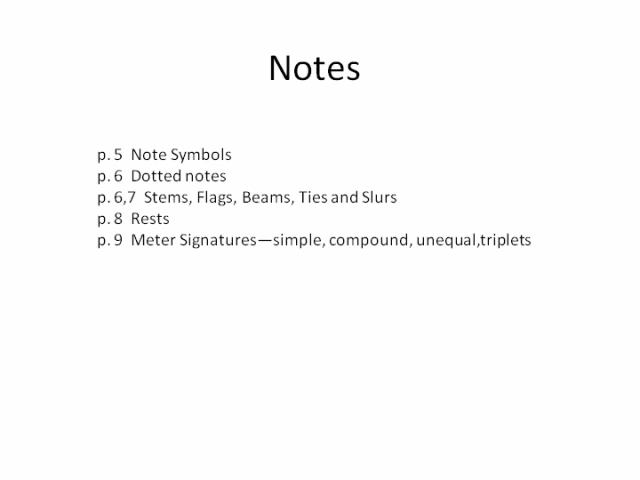 Notes
p. 5  Note Symbols
p. 6  Dotted notes
p. 6,7  Stems, Flags, Beams, Ties and Slurs
p. 8  Rests
p. 9  Meter Signatures—simple, compound, unequal,triplets